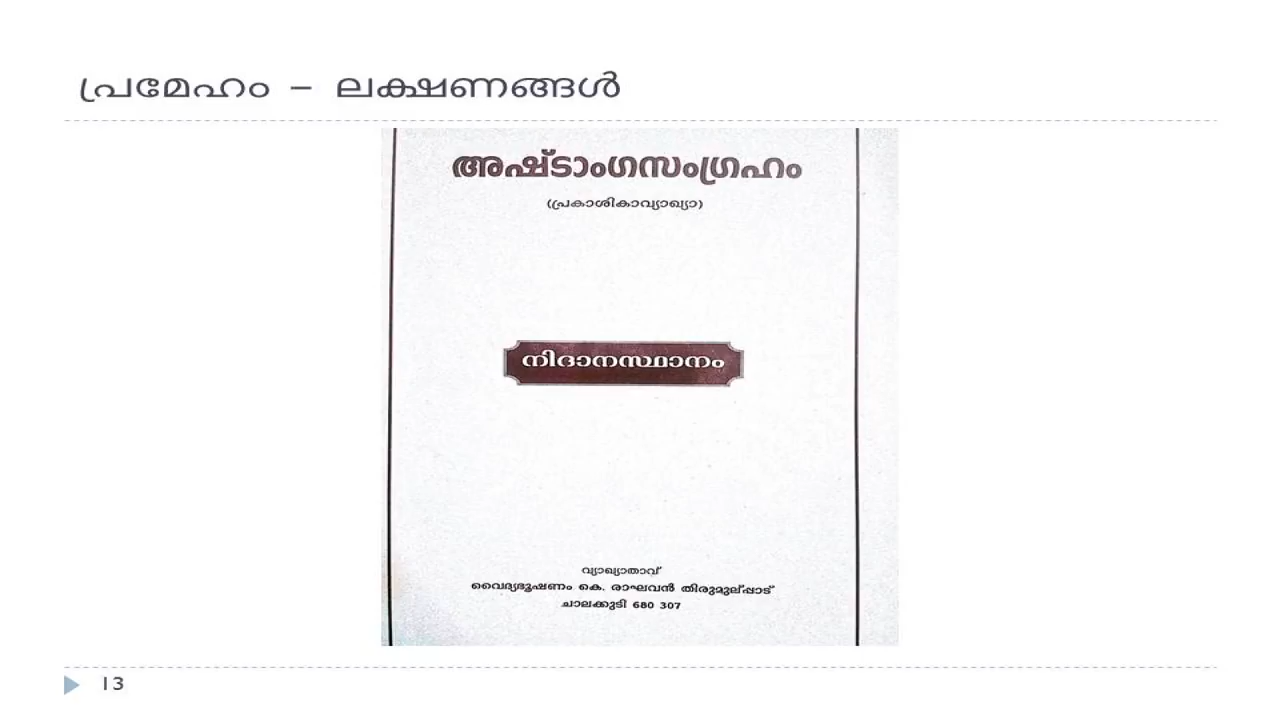 പ്രമേഹം – ലക്ഷണങ്ങൾ
അഷ്ടാംഗസംഗ്രഹം
(പ്രകാശികാവ്യാഖ്യാ)
നിദാനസ്ഥാനം
വ്യാഖ്യാതാവ്
വൈദ്യഭൂഷണം കെ. രാഘവൻ തിരുമുല്പ്പാട്
ചാലക്കുടി 680 307
13